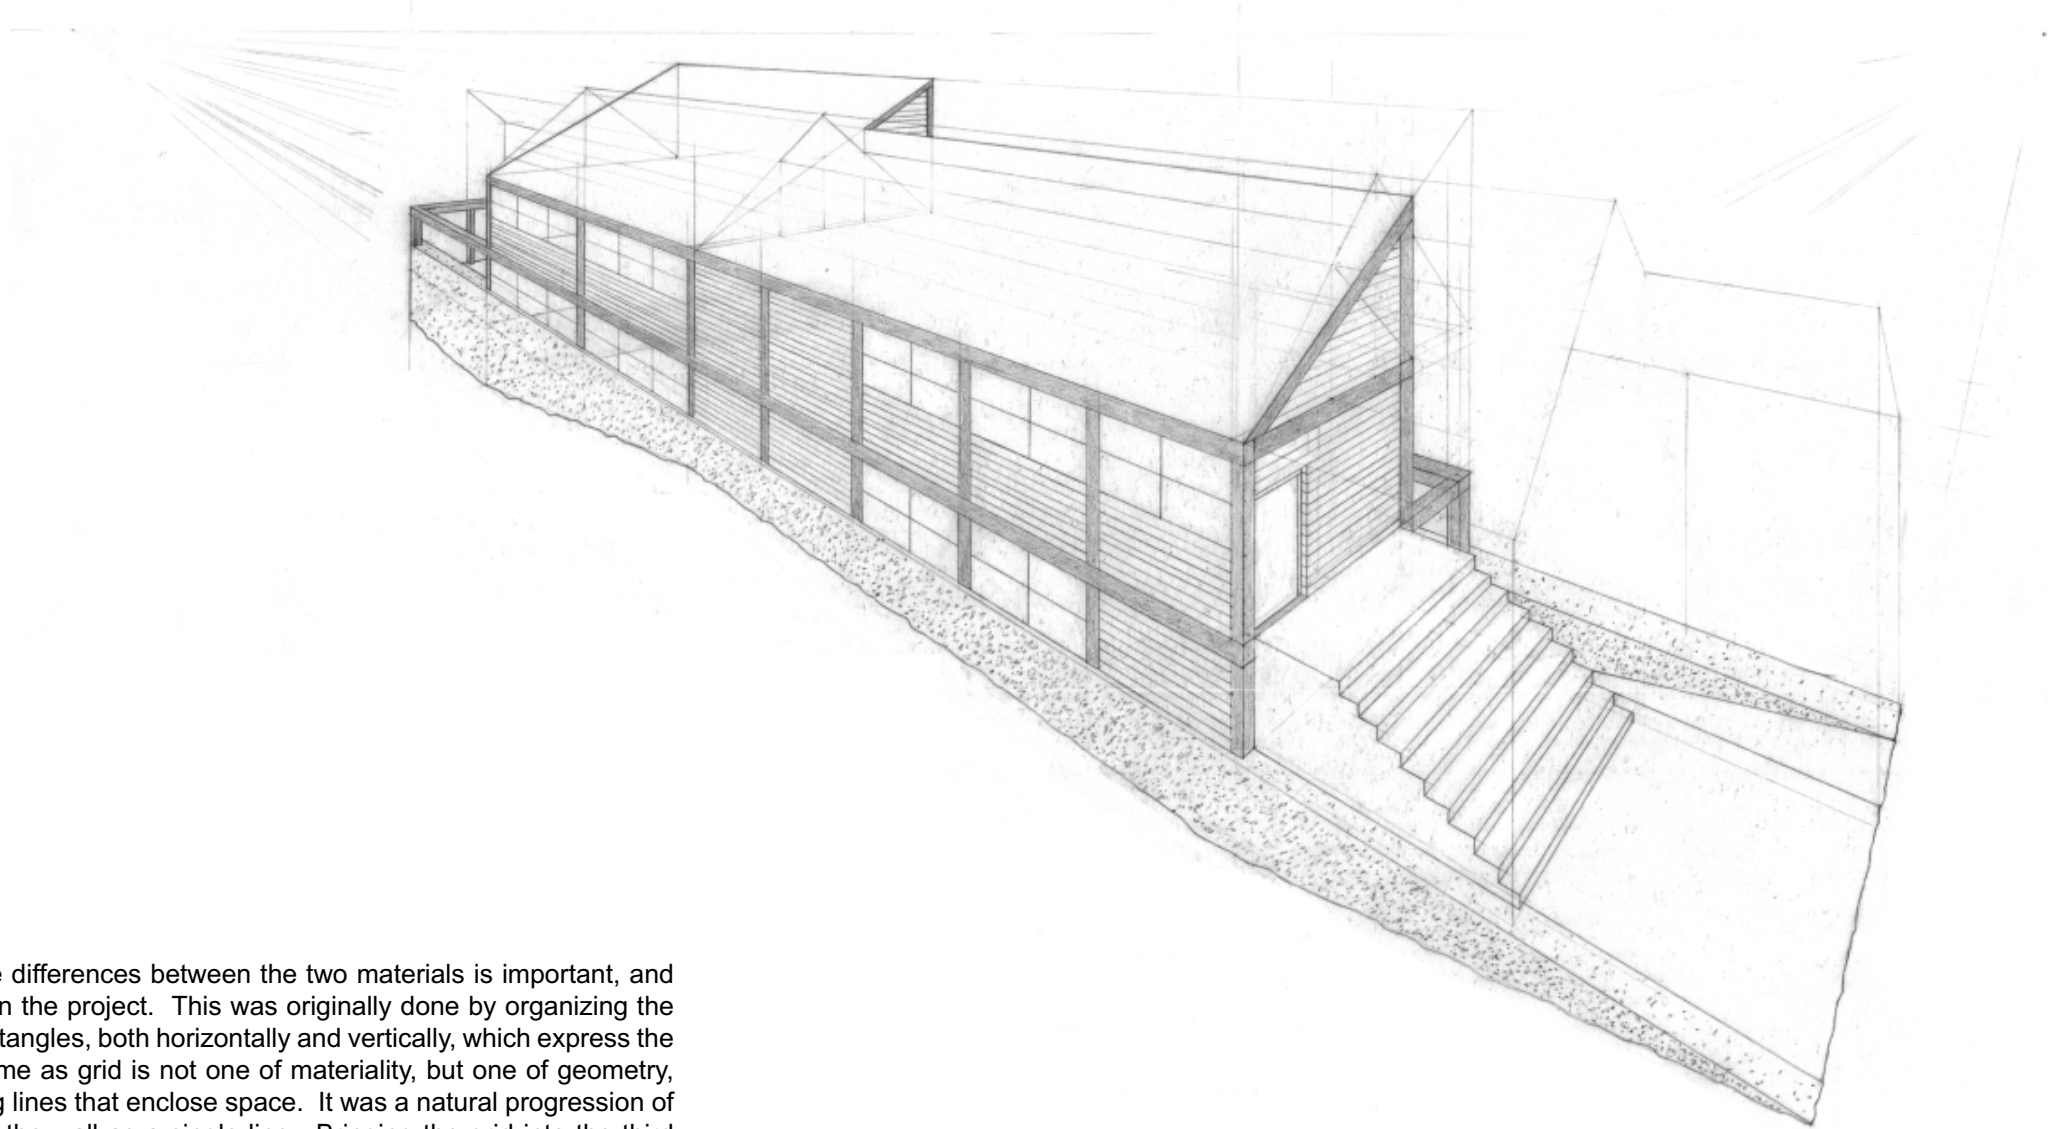 differences between the two materials is important, and
the project. This was originally done by organizing the
both horizontally and vertically, which express the
as grid is not one of materiality, but one of geometry,
lines that enclose space. It was a natural progression of